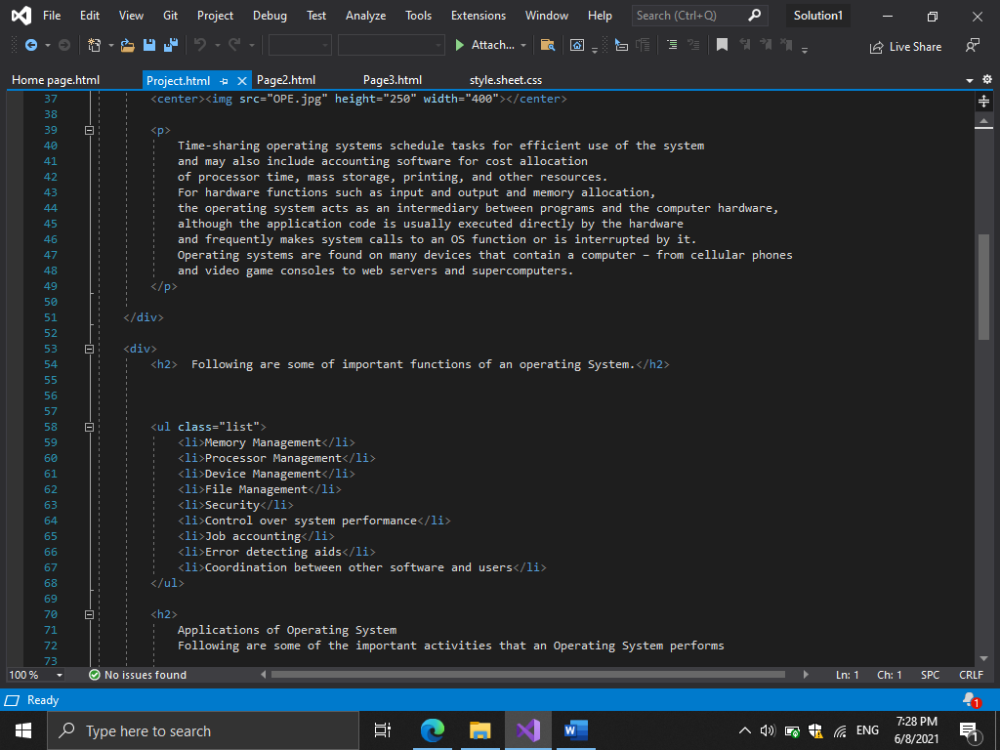 File Edit View Git Project Debug Test Analyze Tools Extensions Window Help Search (Ctrl+Q) Solution1
Attach... Live Share
Home page.html Project.html Page2.html Page3.html style.sheet.css
37 <center><img src="OPE.jpg" height="250" width="400"></center>
38
39 <p>
40 Time-sharing operating systems schedule tasks for efficient use of the system
41 and may also include accounting software for cost allocation
42 of processor time, mass storage, printing, and other resources.
43 For hardware functions such as input and output and memory allocation,
44 the operating system acts as an intermediary between programs and the computer hardware,
45 although the application code is usually executed directly by the hardware
46 and frequently makes system calls to an OS function or is interrupted by it.
47 Operating systems are found on many devices that contain a computer – from cellular phones
48 and video game consoles to web servers and supercomputers.
49 </p>
50
51 </div>
52
53 <div>
54 <h2> Following are some of important functions of an operating System.</h2>
55
56
57
58 <ul class="list">
59 <li>Memory Management</li>
60 <li>Processor Management</li>
61 <li>Device Management</li>
62 <li>File Management</li>
63 <li>Security</li>
64 <li>Control over system performance</li>
65 <li>Job accounting</li>
66 <li>Error detecting aids</li>
67 <li>Coordination between other software and users</li>
68 </ul>
69
70 <h2>
71 Applications of Operating System
72 Following are some of the important activities that an Operating System performs
73
100 % No issues found Ln: 1 Ch: 1 SPC CRLF
Ready 1
Type here to search W ENG 7:28 PM
6/8/2021 1